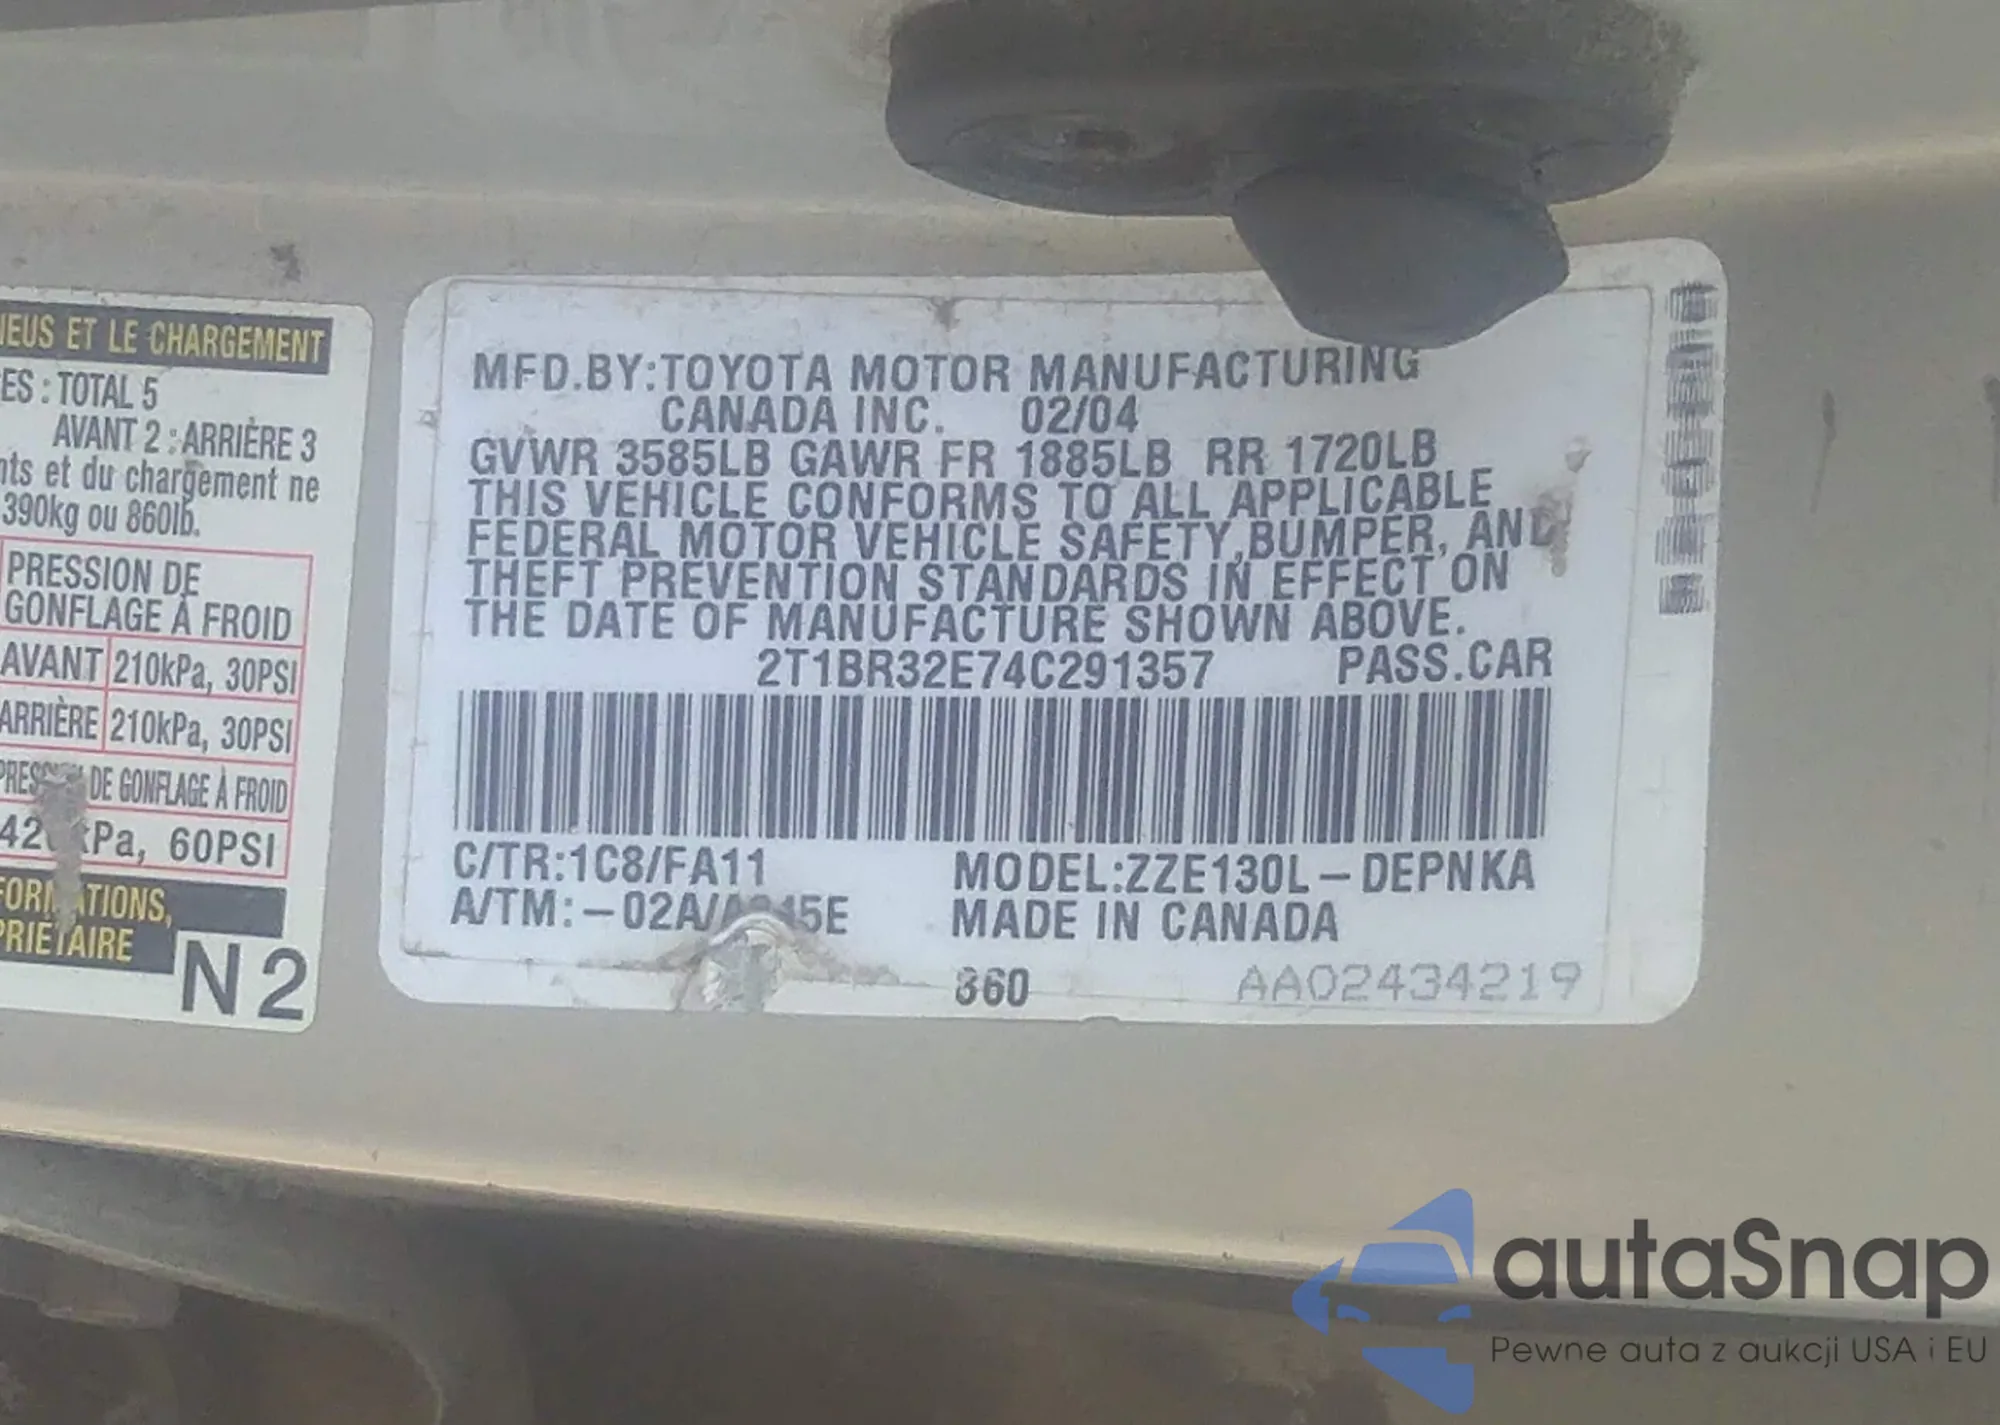 NEUS ET LE CHARGEMENT
ES : TOTAL 5
AVANT 2 : ARRIÈRE 3
nts et du chargement ne
390kg ou 860lb.
PRESSION DE
GONFLAGE À FROID
AVANT 210kPa, 30PSI
ARRIÈRE 210kPa, 30PSI
DE GONFLAGE À FROID
kPa, 60PSI
N2
MFD.BY:TOYOTA MOTOR MANUFACTURING
CANADA INC. 02/04
GVWR 3585LB GAWR FR 1885LB RR 1720LB
THIS VEHICLE CONFORMS TO ALL APPLICABLE
FEDERAL MOTOR VEHICLE SAFETY,BUMPER, AND
THEFT PREVENTION STANDARDS IN EFFECT ON
THE DATE OF MANUFACTURE SHOWN ABOVE.
2T1BR32E74C291357 PASS.CAR
C/TR:1C8/FA11 MODEL:ZZE130L-DEPNKA
A/TM:-02A/ MADE IN CANADA
360 AA02434219
autaSnap
Pewne auta z aukcji USA i EU